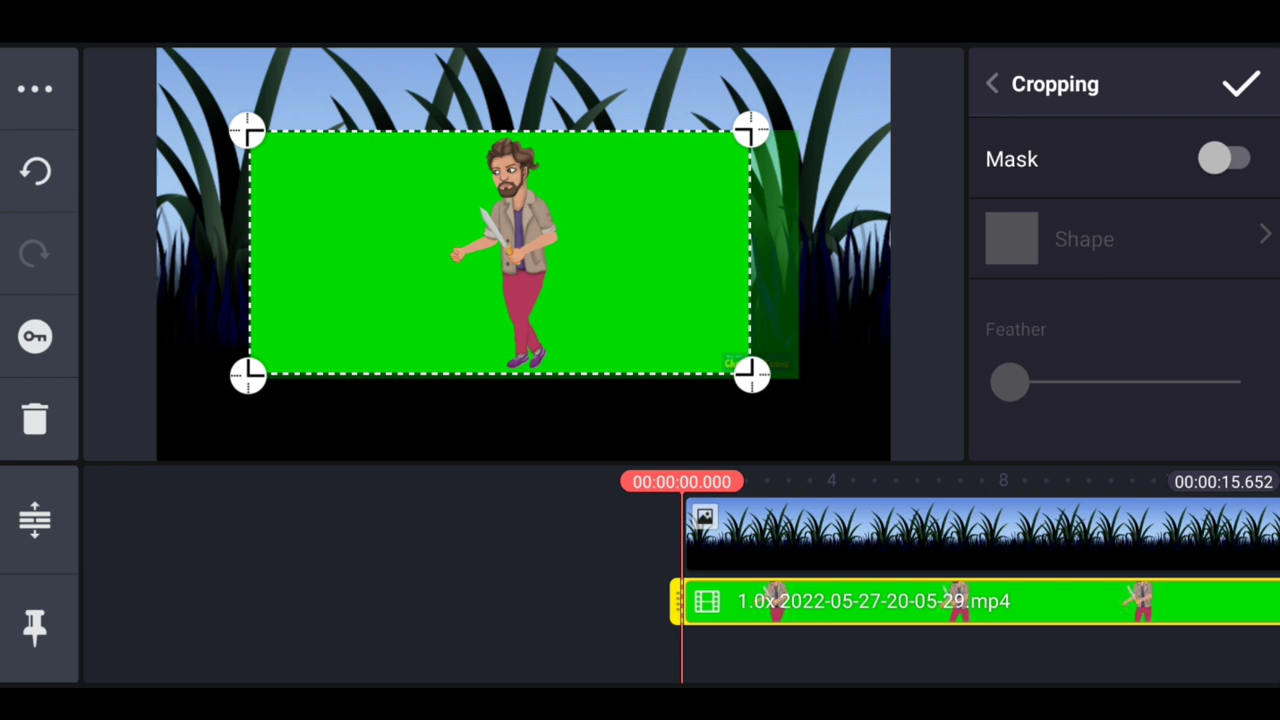 Cropping
Mask
Shape
Feather
00:00:00.000
4
8
00:00:15.652
1.0x 2022-05-27-20-05-29.mp4